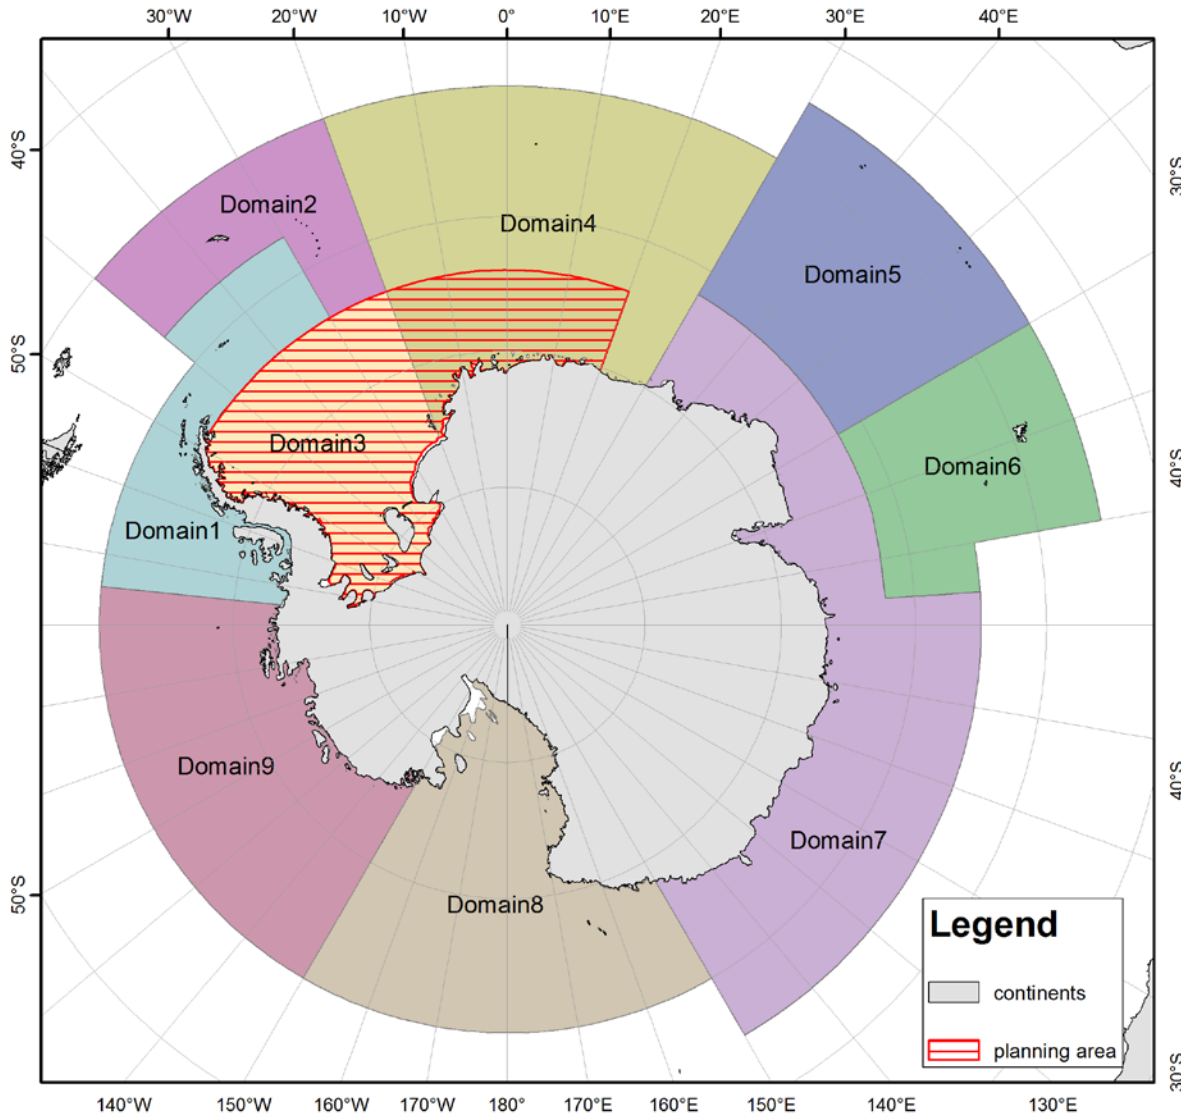 30°W 20°W 10°W 0° 10°E 20°E 30°E 40°E
40°S
30°S
Domain2
Domain4
Domain5
50°S
Domain3
Domain6
40°S
Domain1
Domain9
40°S
Domain7
50°S
Domain8
Legend
continents
planning area
30°S
140°W 150°W 160°W 170°W 180° 170°E 160°E 150°E 140°E 130°E